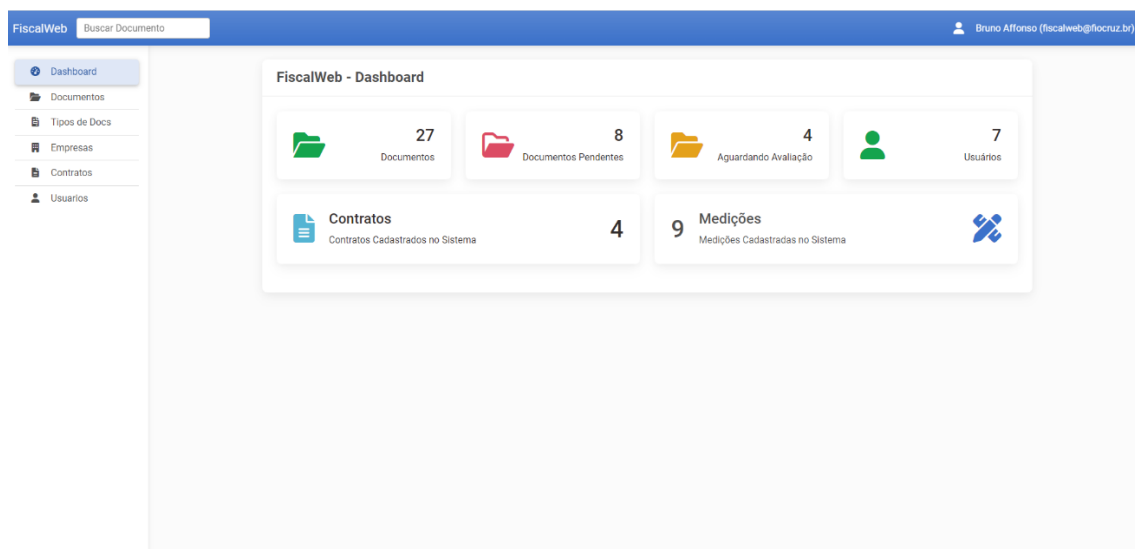 FiscalWeb Buscar Documento Bruno Affonso (fiscalweb@fiocruz.br)
Dashboard
Documentos
Tipos de Docs
Empresas
Contratos
Usuarios
FiscalWeb - Dashboard
27
Documentos
8
Documentos Pendentes
4
Aguardando Avaliação
7
Usuários
Contratos
Contratos Cadastrados no Sistema
4
9
Medições
Medições Cadastradas no Sistema